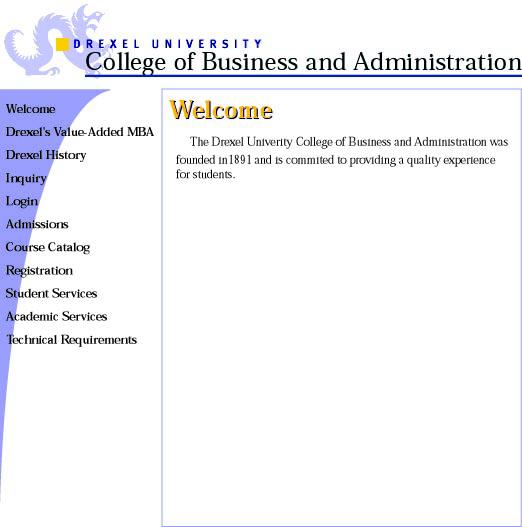 DREXEL UNIVERSITY
College of Business and Administration
Welcome
Drexel's Value-Added MBA
Drexel History
Inquiry
Login
Admissions
Course Catalog
Registration
Student Services
Academic Services
Technical Requirements
Welcome
The Drexel Univerity College of Business and Administration was
founded in1891 and is commited to providing a quality experience
for students.